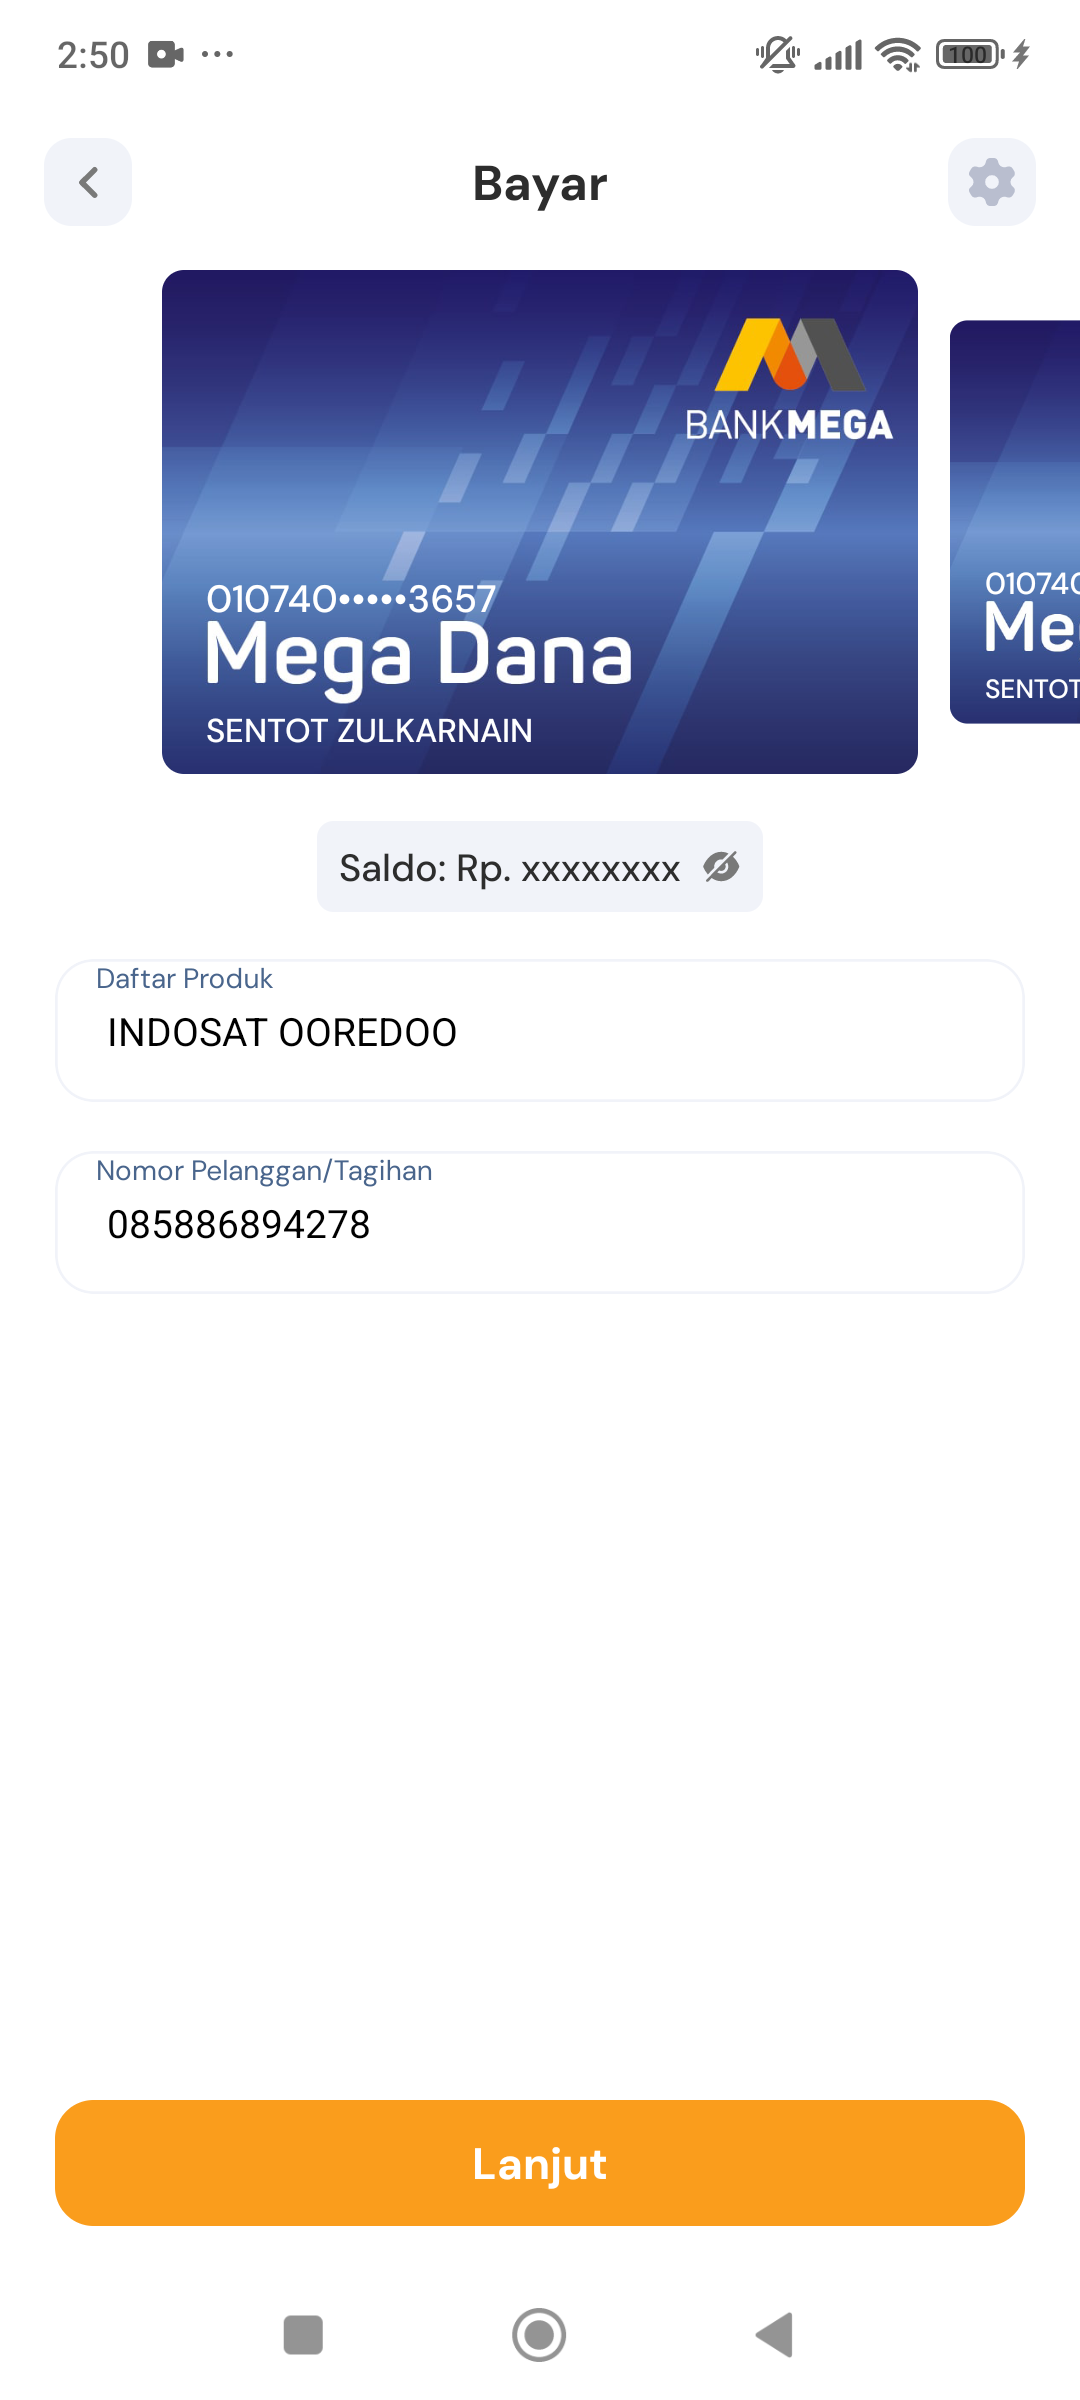 2:50
100
Bayar
BANKMEGA
010740•••••3657
Mega Dana
SENTOT ZULKARNAIN
010740
Me
SENTOT
Saldo: Rp. xxxxxxxx
Daftar Produk
INDOSAT OOREDOO
Nomor Pelanggan/Tagihan
085886894278
Lanjut